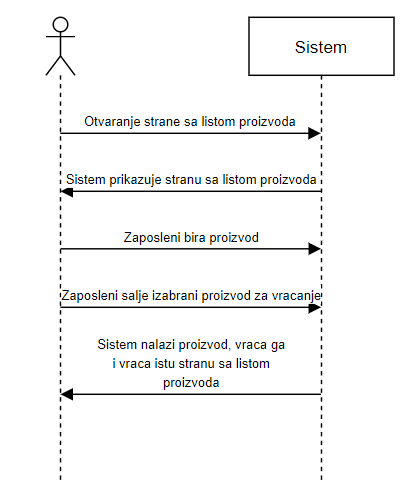 Sistem
Otvaranje strane sa listom proizvoda
Sistem prikazuje stranu sa listom proizvoda
Zaposleni bira proizvod
Zaposleni salje izabrani proizvod za vracanje
Sistem nalazi proizvod, vraca ga
i vraca istu stranu sa listom
proizvoda